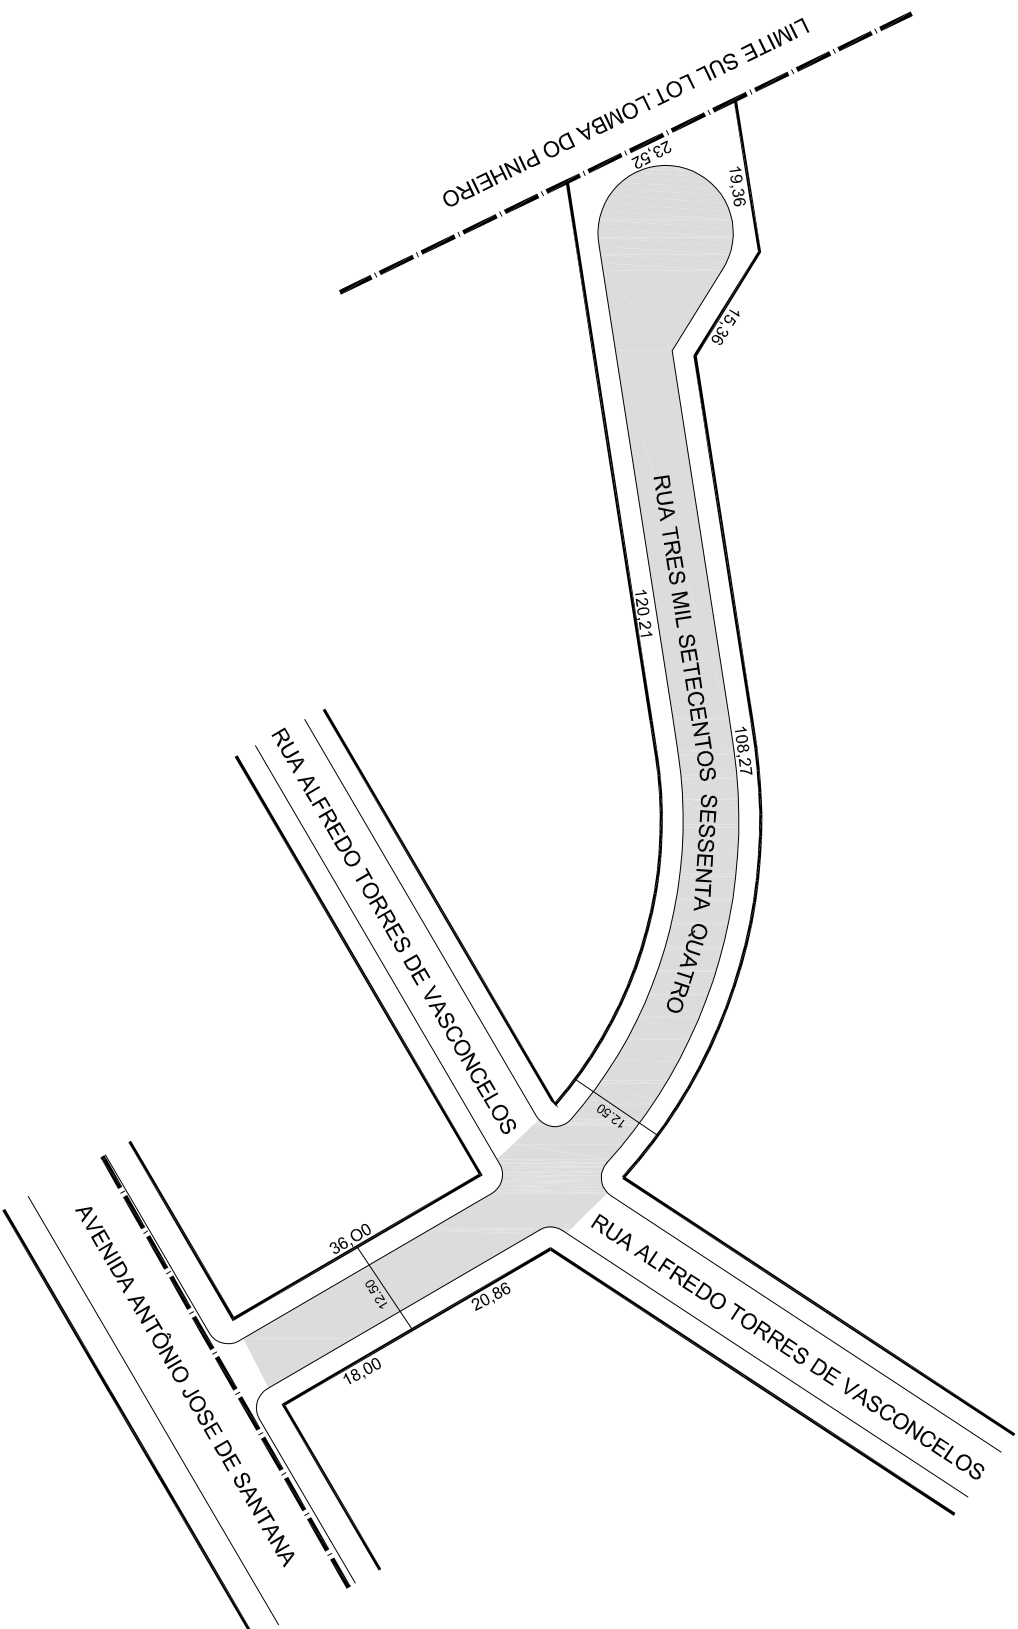 LIMITE SUL LOT.LOMBA DO PINHEIRO
23,52
19,36
15,36
RUA TRES MIL SETECENTOS SESSENTA QUATRO
120,21
108,27
RUA ALFREDO TORRES DE VASCONCELOS
12.50
36,O0
12.50
20,86
18,00
RUA ALFREDO TORRES DE VASCONCELOS
AVENIDA ANTÔNIO JOSE DE SANTANA